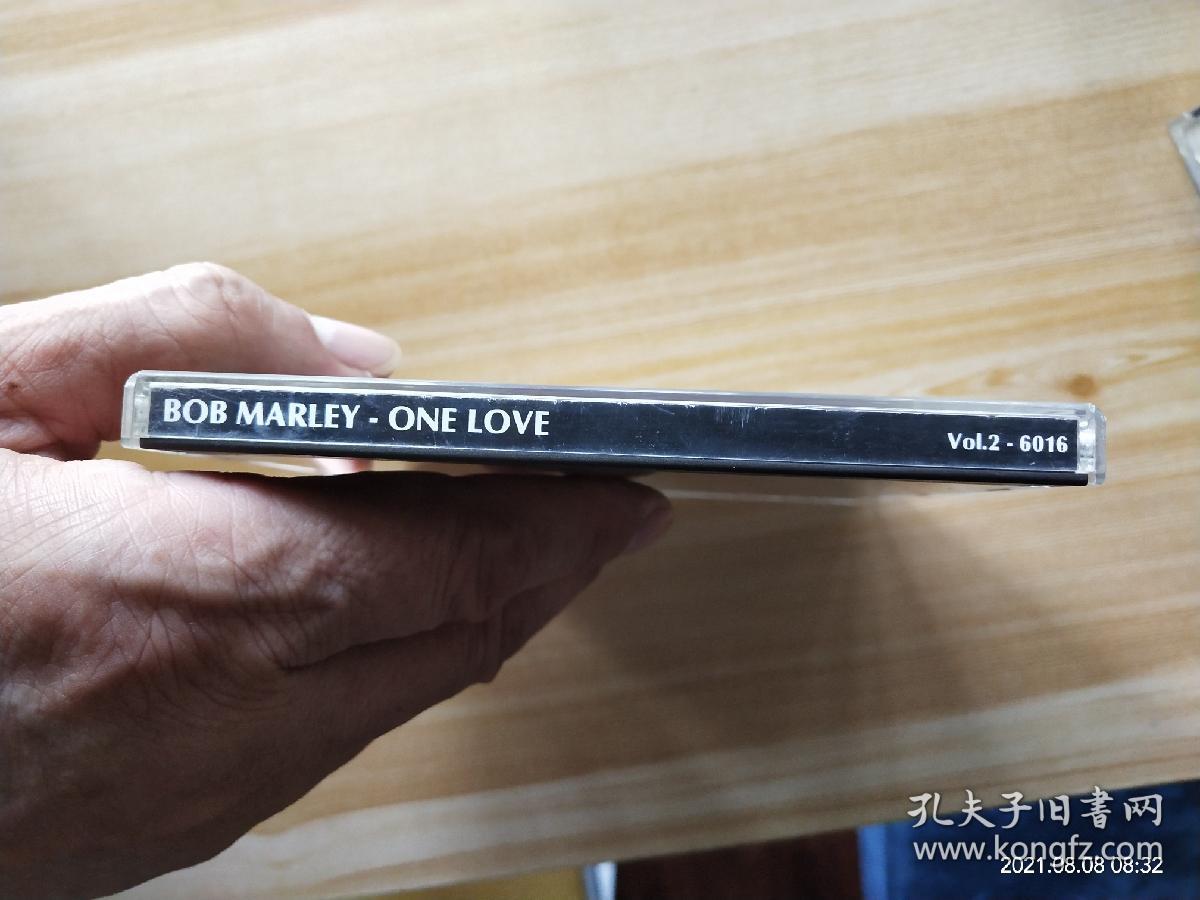 BOB MARLEY - ONE LOVE
Vol.2 - 6016
孔夫子旧書网
www.kongfz.com
2021.08.08 08:32